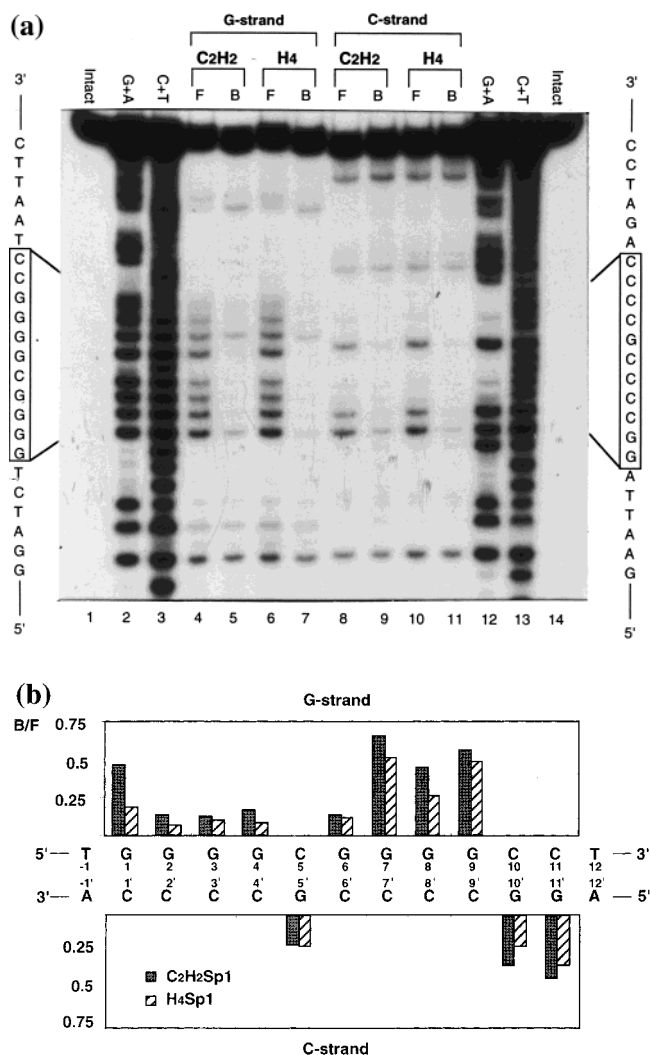 (a)
G-strand C-strand
C2H2 H4 C2H2 H4
Intact G+A C+T F B F B F B F B G+A C+T Intact
3'
C
T
T
A
A
T
C
C
G
G
G
G
C
G
G
G
G
T
C
T
A
G
G
5'
3'
C
C
T
A
G
A
C
C
C
C
G
C
C
C
C
G
G
A
T
T
A
A
G
5'
1 2 3 4 5 6 7 8 9 10 11 12 13 14
(b)
G-strand
B/F
0.75
0.5
0.25
5' T G G G G C G G G G C C T 3'
-1 1 2 3 4 5 6 7 8 9 10 11 12
-1' 1' 2' 3' 4' 5' 6' 7' 8' 9' 10' 11' 12'
3' A C C C C G C C C C G G A 5'
0.25
0.5
0.75
C2H2Sp1
H4Sp1
C-strand